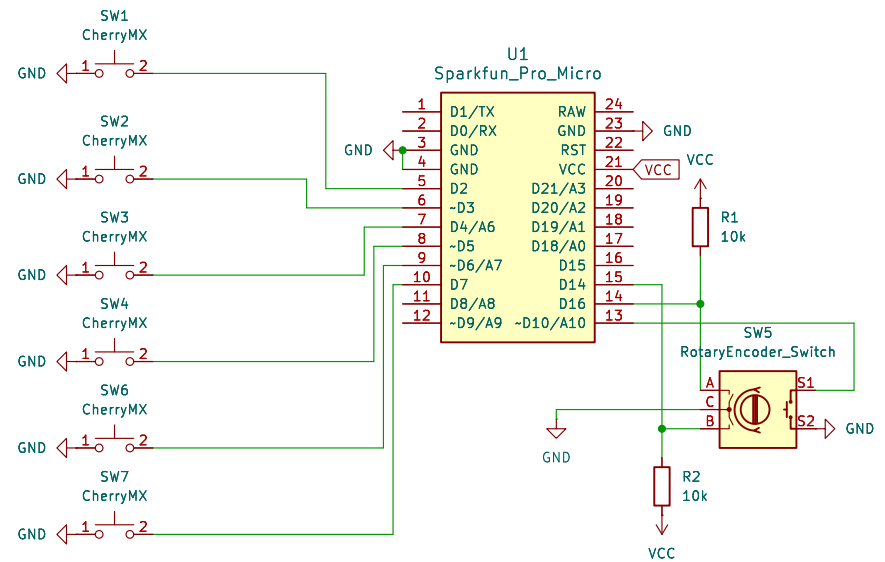 SW1
CherryMX
GND
1
2
SW2
CherryMX
GND
1
2
SW3
CherryMX
GND
1
2
SW4
CherryMX
GND
1
2
SW6
CherryMX
GND
1
2
SW7
CherryMX
GND
1
2
U1
Sparkfun_Pro_Micro
1 D1/TX RAW 24
2 D0/RX GND 23 GND
GND 3 GND RST 22
4 GND VCC 21 VCC
5 D2 D21/A3 20
6 ~D3 D20/A2 19
7 D4/A6 D19/A1 18
8 ~D5 D18/A0 17
9 ~D6/A7 D15 16
10 D7 D14 15
11 D8/A8 D16 14
12 ~D9/A9 ~D10/A10 13
VCC
R1
10k
SW5
RotaryEncoder_Switch
A S1
C
B S2 GND
GND
R2
10k
VCC